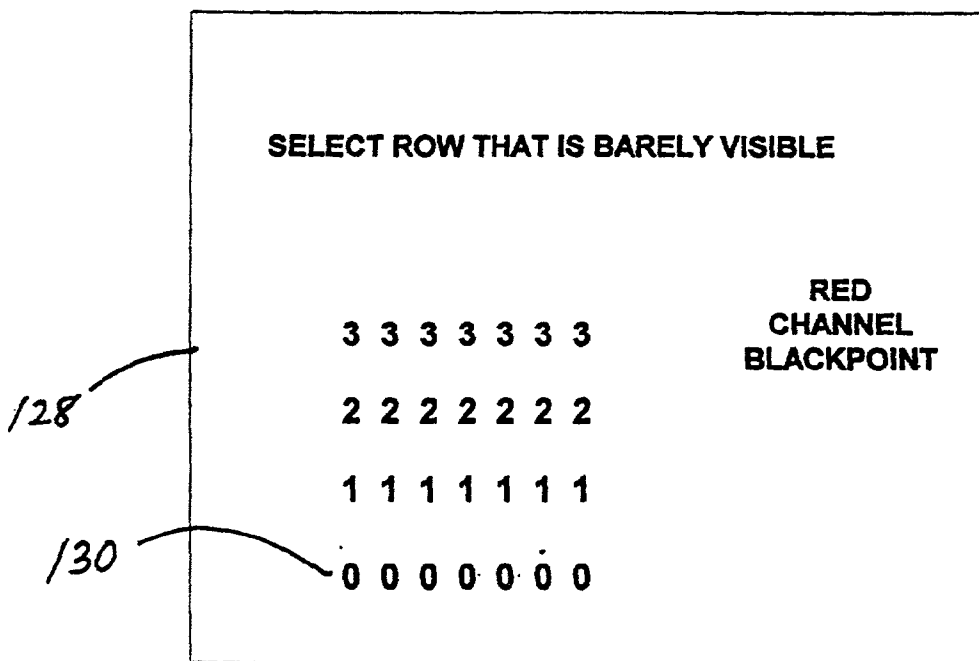 SELECT ROW THAT IS BARELY VISIBLE
RED
CHANNEL
BLACKPOINT
3 3 3 3 3 3 3
2 2 2 2 2 2 2
1 1 1 1 1 1 1
0 0 0 0 0 0 0
128
130